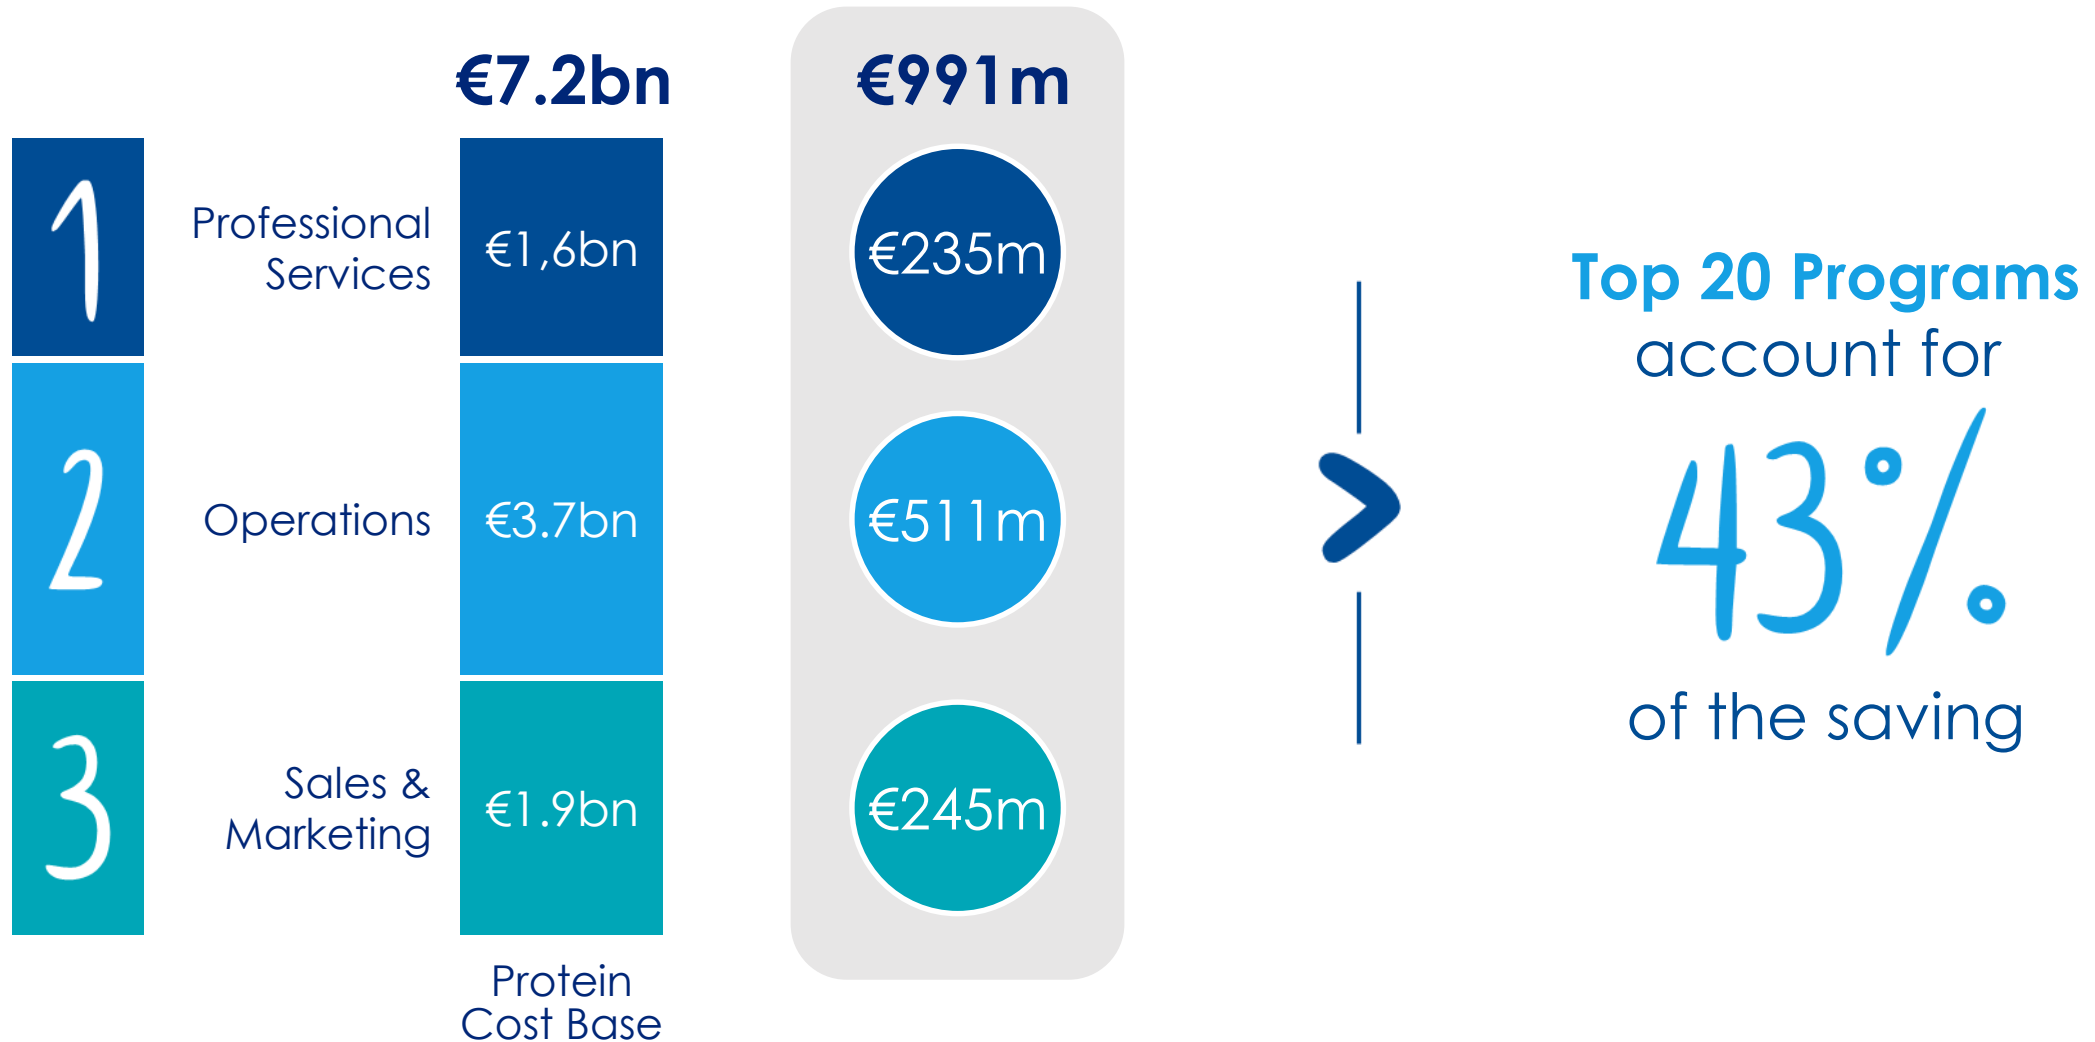 €7.2bn
€991m
1
Professional
Services
€1,6bn
€235m
2
Operations
€3.7bn
€511m
3
Sales &
Marketing
€1.9bn
€245m
Protein
Cost Base
>
Top 20 Programs
account for
43%
of the saving